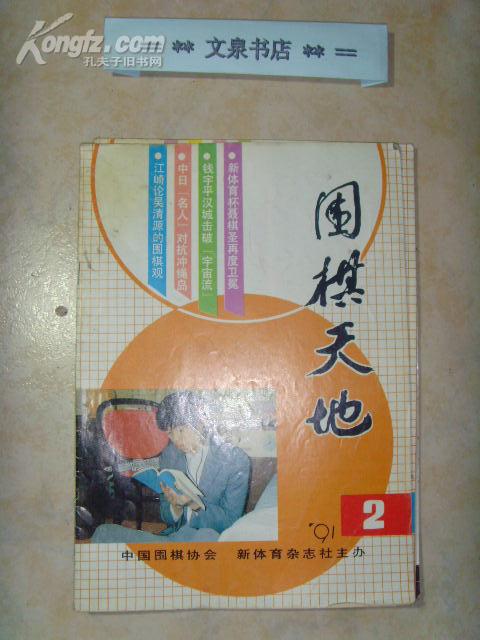 Kongfz.com
孔夫子旧书网
文泉书店
新体育杯聂棋圣再度卫冕
钱宇平汉城击破「宇宙流」
中日「名人」对抗冲绳岛
江崎论吴清源的围棋观
围棋天地
'91
2
中国围棋协会 新体育杂志社主办